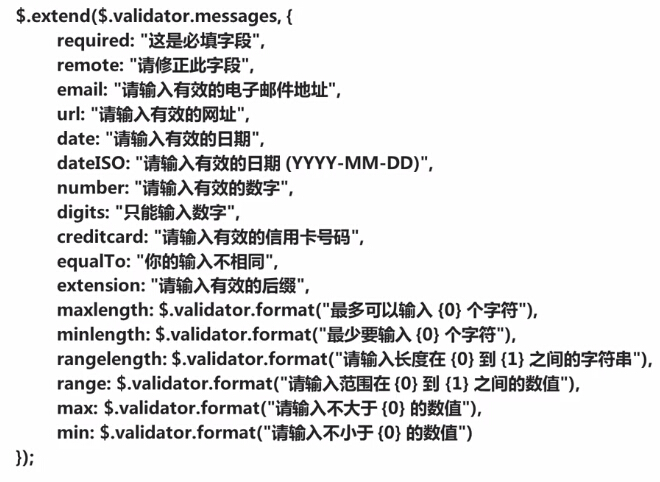 $.extend($.validator.messages, {
required: "这是必填字段",
remote: "请修正此字段",
email: "请输入有效的电子邮件地址",
url: "请输入有效的网址",
date: "请输入有效的日期",
dateISO: "请输入有效的日期 (YYYY-MM-DD)",
number: "请输入有效的数字",
digits: "只能输入数字",
creditcard: "请输入有效的信用卡号码",
equalTo: "你的输入不相同",
extension: "请输入有效的后缀",
maxlength: $.validator.format("最多可以输入 {0} 个字符"),
minlength: $.validator.format("最少要输入 {0} 个字符"),
rangelength: $.validator.format("请输入长度在 {0} 到 {1} 之间的字符串"),
range: $.validator.format("请输入范围在 {0} 到 {1} 之间的数值"),
max: $.validator.format("请输入不大于 {0} 的数值"),
min: $.validator.format("请输入不小于 {0} 的数值")
});